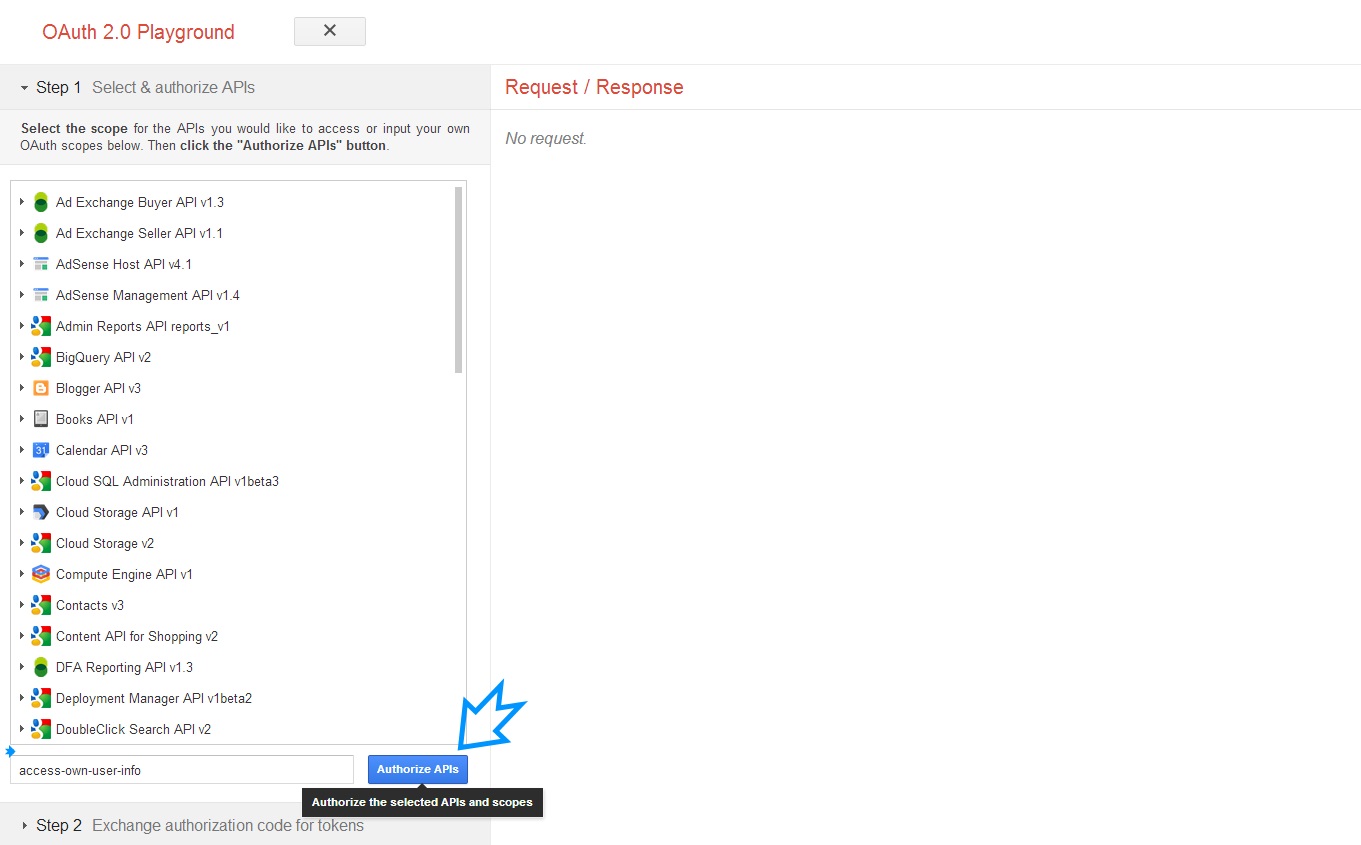 OAuth 2.0 Playground
Step 1 Select & authorize APIs
Select the scope for the APIs you would like to access or input your own
OAuth scopes below. Then click the "Authorize APIs" button.
Ad Exchange Buyer API v1.3
Ad Exchange Seller API v1.1
AdSense Host API v4.1
AdSense Management API v1.4
Admin Reports API reports_v1
BigQuery API v2
Blogger API v3
Books API v1
31 Calendar API v3
Cloud SQL Administration API v1beta3
Cloud Storage API v1
Cloud Storage v2
Compute Engine API v1
Contacts v3
Content API for Shopping v2
DFA Reporting API v1.3
Deployment Manager API v1beta2
DoubleClick Search API v2
access-own-user-info
Authorize APIs
Authorize the selected APIs and scopes
Step 2 Exchange authorization code for tokens
Request / Response
No request.